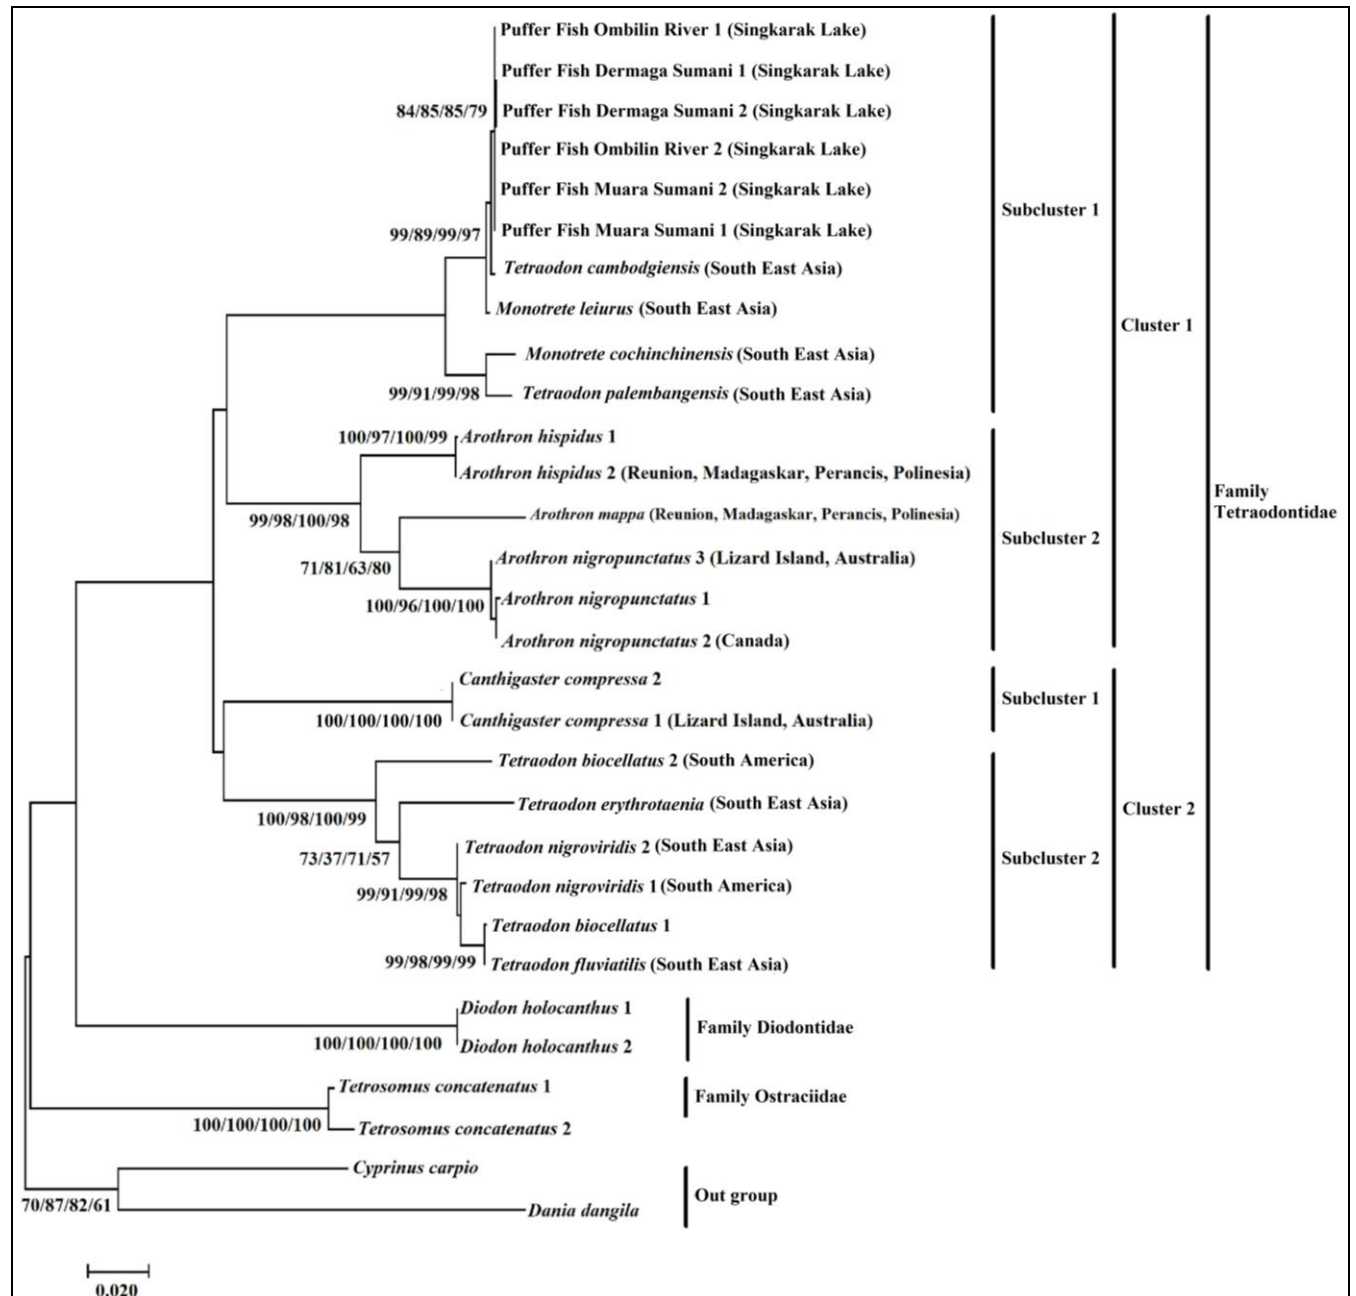 Puffer Fish Ombilin River 1 (Singkarak Lake)
Puffer Fish Dermaga Sumani 1 (Singkarak Lake)
84/85/85/79
Puffer Fish Dermaga Sumani 2 (Singkarak Lake)
Puffer Fish Ombilin River 2 (Singkarak Lake)
Puffer Fish Muara Sumani 2 (Singkarak Lake)
Subcluster 1
Puffer Fish Muara Sumani 1 (Singkarak Lake)
99/89/99/97
Tetraodon cambodgiensis (South East Asia)
Monotrete leiurus (South East Asia)
Cluster 1
Monotrete cochinchinensis (South East Asia)
Tetraodon palembangensis (South East Asia)
99/91/99/98
100/97/100/99
Arothron hispidus 1
Arothron hispidus 2 (Reunion, Madagaskar, Perancis, Polinesia)
Family
Tetraodontidae
Arothron mappa (Reunion, Madagaskar, Perancis, Polinesia)
99/98/100/98
Subcluster 2
Arothron nigropunctatus 3 (Lizard Island, Australia)
71/81/63/80
Arothron nigropunctatus 1
100/96/100/100
Arothron nigropunctatus 2 (Canada)
Canthigaster compressa 2
Subcluster 1
Canthigaster compressa 1 (Lizard Island, Australia)
100/100/100/100
Tetraodon biocellatus 2 (South America)
Tetraodon erythrotaenia (South East Asia)
Cluster 2
100/98/100/99
Tetraodon nigroviridis 2 (South East Asia)
73/37/71/57
Subcluster 2
Tetraodon nigroviridis 1 (South America)
99/91/99/98
Tetraodon biocellatus 1
99/98/99/99
Tetraodon fluviatilis (South East Asia)
Diodon holocanthus 1
Family Diodontidae
100/100/100/100
Diodon holocanthus 2
Tetrosomus concatenatus 1
Family Ostraciidae
100/100/100/100
Tetrosomus concatenatus 2
Cyprinus carpio
Out group
70/87/82/61
Dania dangila
0.020